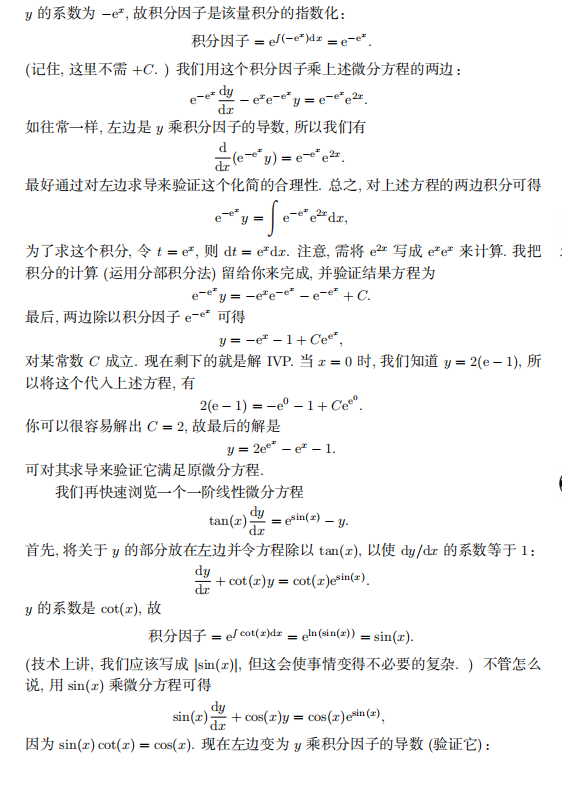 y 的系数为 −eˣ, 故积分因子是该量积分的指数化:
积分因子 = e^{∫(−e^x)dx} = e^{−e^x}.
(记住, 这里不需 +C. ) 我们用这个积分因子乘上述微分方程的两边:
e^{−e^x} dy/dx − e^x e^{−e^x} y = e^{−e^x} e^{2x}.
如往常一样, 左边是 y 乘积分因子的导数, 所以我们有
d/dx (e^{−e^x} y) = e^{−e^x} e^{2x}.
最好通过对左边求导来验证这个化简的合理性. 总之, 对上述方程的两边积分可得
e^{−e^x} y = ∫ e^{−e^x} e^{2x} dx,
为了求这个积分, 令 t = e^x, 则 dt = e^x dx. 注意, 需将 e^{2x} 写成 e^x e^x 来计算. 我把
积分的计算 (运用分部积分法) 留给你来完成, 并验证结果方程为
e^{−e^x} y = −e^x e^{−e^x} − e^{−e^x} + C.
最后, 两边除以积分因子 e^{−e^x} 可得
y = −e^x − 1 + Ce^{e^x},
对某常数 C 成立. 现在剩下的就是解 IVP. 当 x = 0 时, 我们知道 y = 2(e − 1), 所
以将这个代入上述方程, 有
2(e − 1) = −e^0 − 1 + Ce^{e^0}.
你可以很容易解出 C = 2, 故最后的解是
y = 2e^{e^x} − e^x − 1.
可对其求导来验证它满足原微分方程.
我们再快速浏览一个一阶线性微分方程
tan(x) dy/dx = e^{sin(x)} − y.
首先, 将关于 y 的部分放在左边并令方程除以 tan(x), 以使 dy/dx 的系数等于 1:
dy/dx + cot(x)y = cot(x)e^{sin(x)}.
y 的系数是 cot(x), 故
积分因子 = e^{∫ cot(x)dx} = e^{ln(sin(x))} = sin(x).
(技术上讲, 我们应该写成 |sin(x)|, 但这会使事情变得不必要的复杂. ) 不管怎么
说, 用 sin(x) 乘微分方程可得
sin(x) dy/dx + cos(x)y = cos(x)e^{sin(x)},
因为 sin(x) cot(x) = cos(x). 现在左边变为 y 乘积分因子的导数 (验证它):